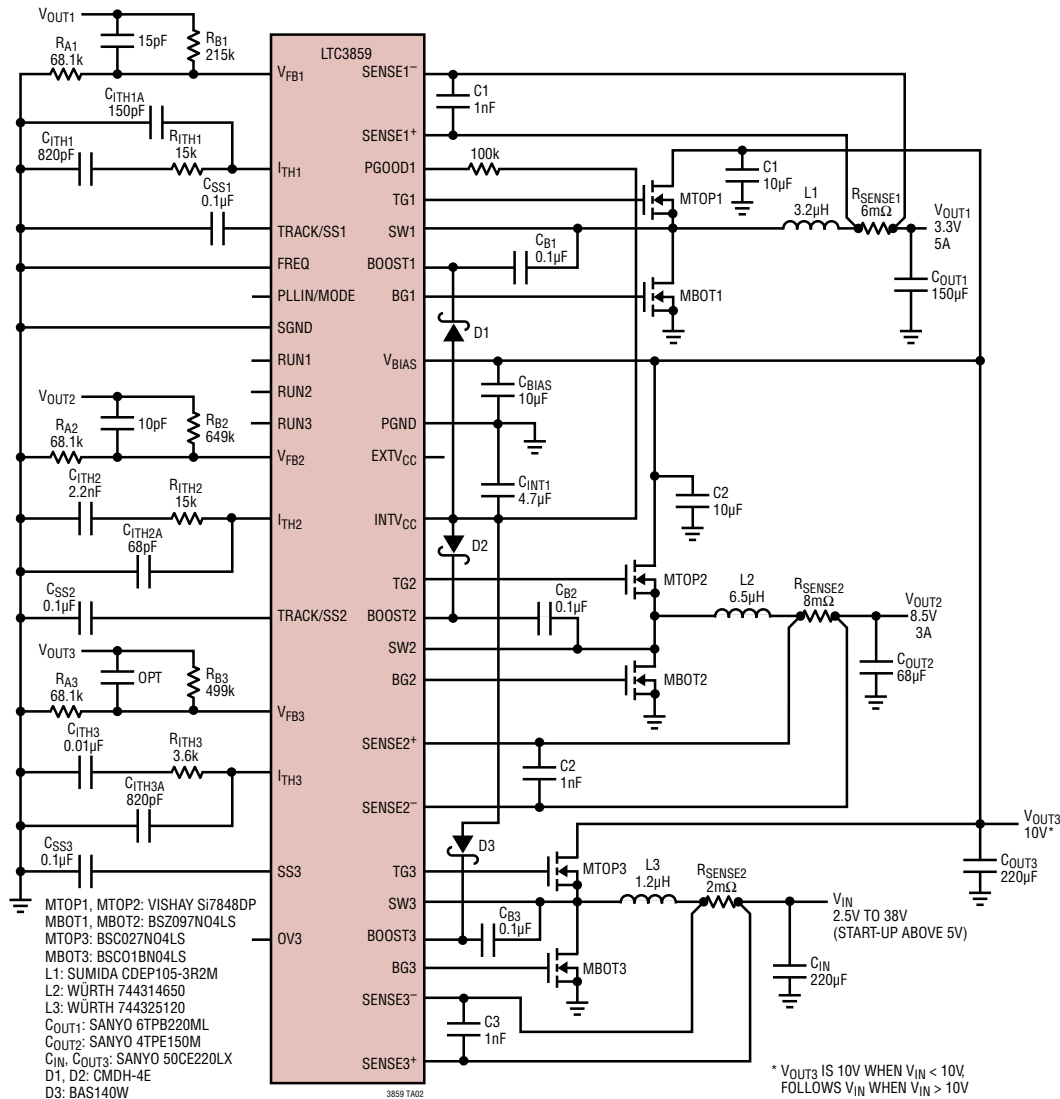 VOUT1
RA1
68.1k
15pF
RB1
215k
VFB1
CITH1A
150pF
CITH1
820pF
RITH1
15k
ITH1
CSS1
0.1µF
TRACK/SS1
FREQ
PLLIN/MODE
SGND
RUN1
RUN2
RUN3
VOUT2
RA2
68.1k
10pF
RB2
649k
VFB2
CITH2
2.2nF
RITH2
15k
ITH2
CITH2A
68pF
CSS2
0.1µF
TRACK/SS2
VOUT3
RA3
68.1k
OPT
RB3
499k
VFB3
CITH3
0.01µF
RITH3
3.6k
ITH3
CITH3A
820pF
CSS3
0.1µF
SS3
OV3
LTC3859
SENSE1–
C1
1nF
SENSE1+
PGOOD1
100k
TG1
MTOP1
C1
10µF
L1
3.2µH
RSENSE1
6mΩ
VOUT1
3.3V
5A
SW1
CB1
0.1µF
BOOST1
BG1
MBOT1
COUT1
150µF
D1
VBIAS
CBIAS
10µF
PGND
EXTVCC
CINT1
4.7µF
INTVCC
C2
10µF
D2
TG2
MTOP2
L2
6.5µH
RSENSE2
8mΩ
VOUT2
8.5V
3A
BOOST2
CB2
0.1µF
SW2
BG2
MBOT2
COUT2
68µF
SENSE2+
C2
1nF
SENSE2–
D3
VOUT3
10V*
COUT3
220µF
TG3
MTOP3
L3
1.2µH
RSENSE2
2mΩ
VIN
2.5V TO 38V
(START-UP ABOVE 5V)
SW3
CB3
0.1µF
BOOST3
BG3
MBOT3
CIN
220µF
SENSE3–
C3
1nF
SENSE3+
MTOP1, MTOP2: VISHAY Si7848DP
MBOT1, MBOT2: BSZ097NO4LS
MTOP3: BSC027NO4LS
MBOT3: BSCO1BN04LS
L1: SUMIDA CDEP105-3R2M
L2: WÜRTH 744314650
L3: WÜRTH 744325120
COUT1: SANYO 6TPB220ML
COUT2: SANYO 4TPE150M
CIN, COUT3: SANYO 50CE220LX
D1, D2: CMDH-4E
D3: BAS140W
3859 TA02
* VOUT3 IS 10V WHEN VIN < 10V,
FOLLOWS VIN WHEN VIN > 10V